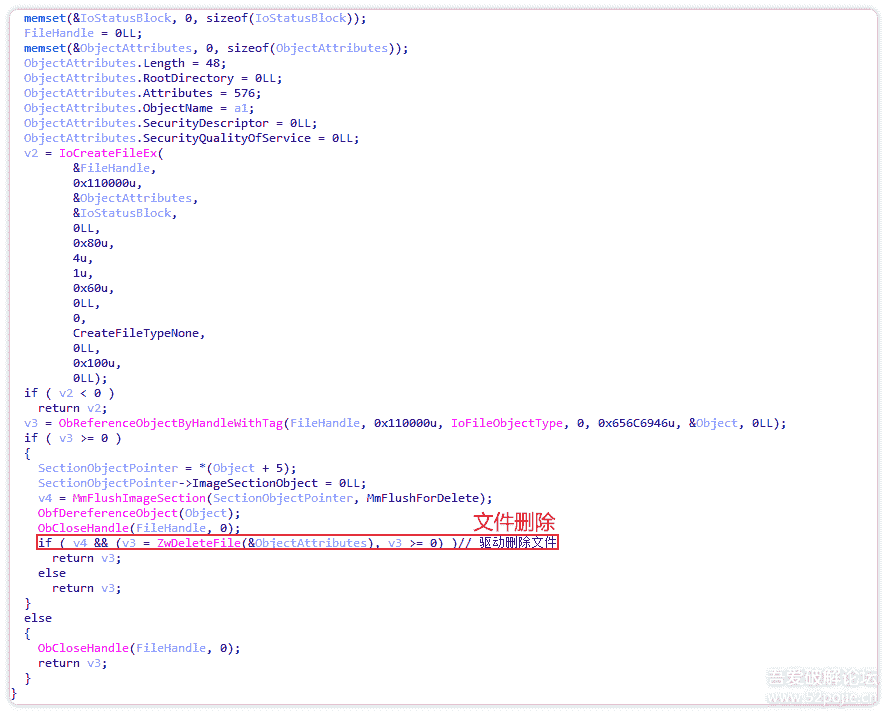 memset(&IoStatusBlock, 0, sizeof(IoStatusBlock));
FileHandle = 0LL;
memset(&ObjectAttributes, 0, sizeof(ObjectAttributes));
ObjectAttributes.Length = 48;
ObjectAttributes.RootDirectory = 0LL;
ObjectAttributes.Attributes = 576;
ObjectAttributes.ObjectName = a1;
ObjectAttributes.SecurityDescriptor = 0LL;
ObjectAttributes.SecurityQualityOfService = 0LL;
v2 = IoCreateFileEx(
&FileHandle,
0x110000u,
&ObjectAttributes,
&IoStatusBlock,
0LL,
0x80u,
4u,
1u,
0x60u,
0LL,
0,
CreateFileTypeNone,
0LL,
0x100u,
0LL);
if ( v2 < 0 )
return v2;
v3 = ObReferenceObjectByHandleWithTag(FileHandle, 0x110000u, IoFileObjectType, 0, 0x656C6946u, &Object, 0LL);
if ( v3 >= 0 )
{
SectionObjectPointer = *(Object + 5);
SectionObjectPointer->ImageSectionObject = 0LL;
v4 = MmFlushImageSection(SectionObjectPointer, MmFlushForDelete);
ObfDereferenceObject(Object);
ObCloseHandle(FileHandle, 0);
文件删除
if ( v4 && (v3 = ZwDeleteFile(&ObjectAttributes), v3 >= 0) )// 驱动删除文件
return v3;
else
return v3;
}
else
{
ObCloseHandle(FileHandle, 0);
return v3;
}
}
吾爱破解论坛
www.52pojie.cn